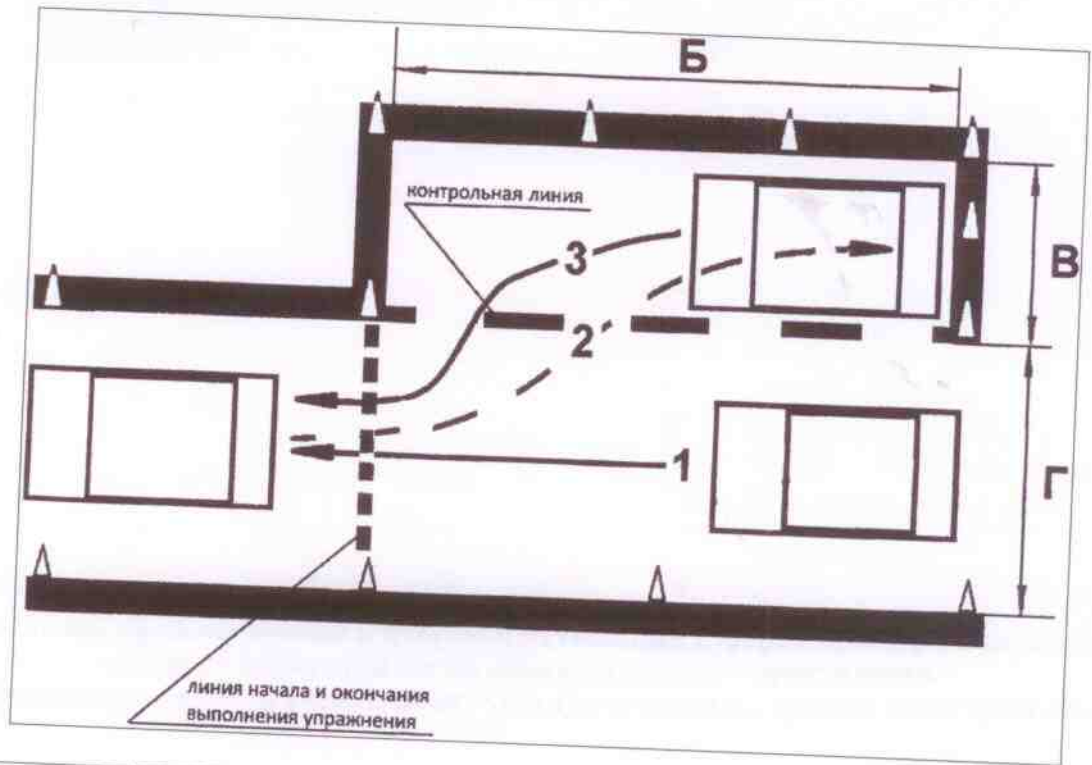 Б
контрольная линия
3
В
2
1
Г
линия начала и окончания
выполнения упражнения